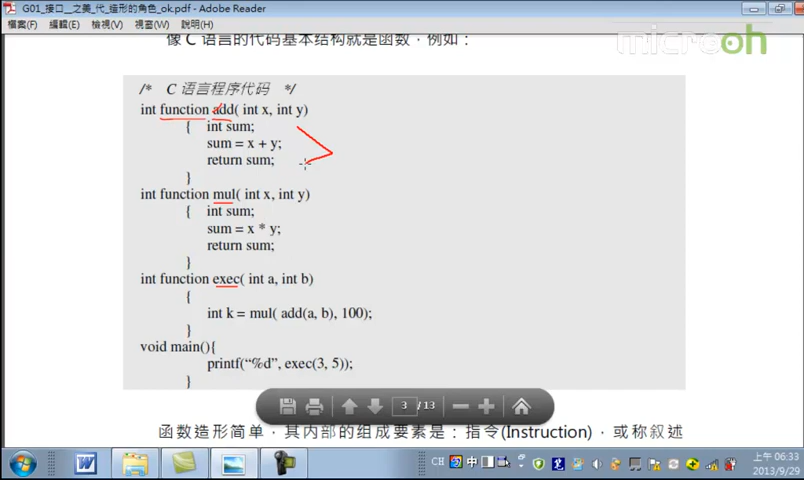 G01_接口__之美_代_造形的角色_ok.pdf - Adobe Reader
檔案(F) 編輯(E) 檢視(V) 視窗(W) 說明(H)
像 C 语言的代码基本结构就是函数，例如：
microoh
/* C 语言程序代码 */
int function add( int x, int y)
{ int sum;
sum = x + y;
return sum;
}
int function mul( int x, int y)
{ int sum;
sum = x * y;
return sum;
}
int function exec( int a, int b)
{
int k = mul( add(a, b), 100);
}
void main(){
printf(“%d”, exec(3, 5));
}
3 / 13
函数造形简单，其内部的组成要素是：指令(Instruction)，或称叙述
CH 中 上午 06:33
2013/9/29